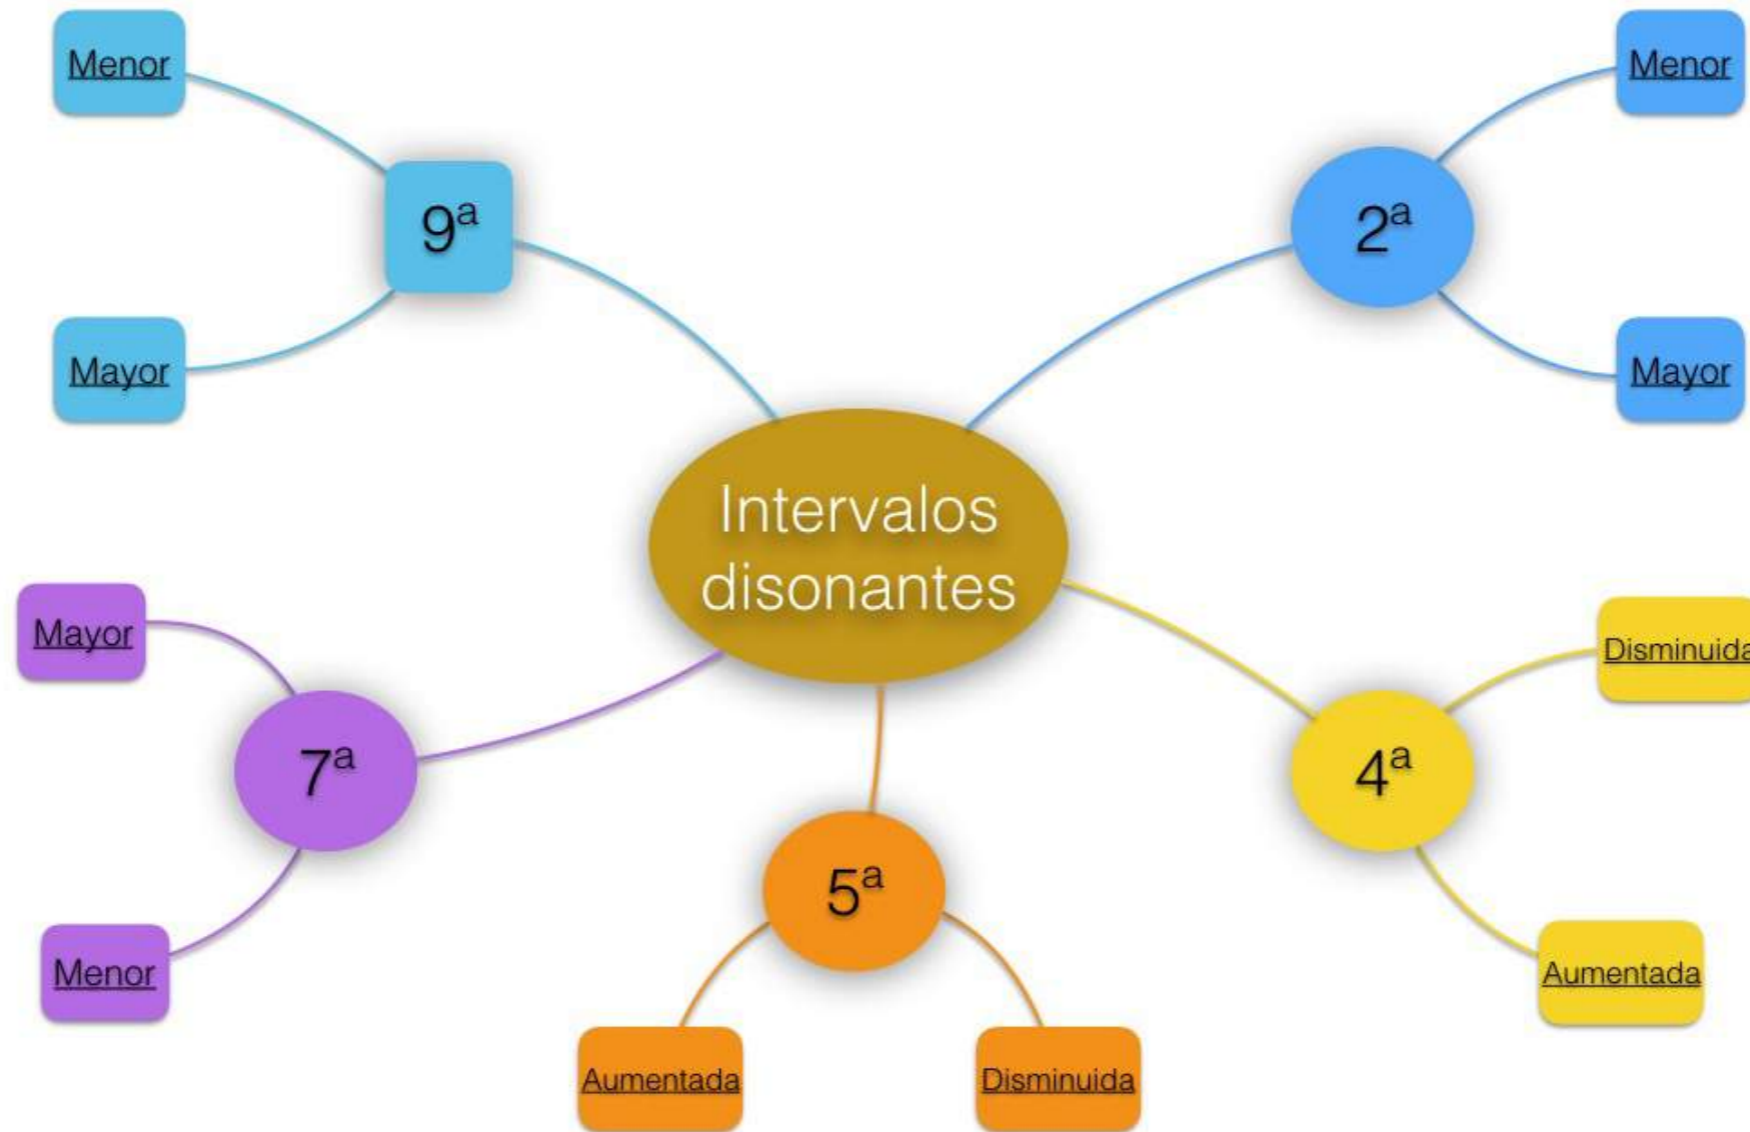 Menor
9ª
Mayor
Menor
2ª
Mayor
Intervalos
disonantes
Mayor
7ª
Menor
5ª
Aumentada
Disminuida
4ª
Disminuida
Aumentada